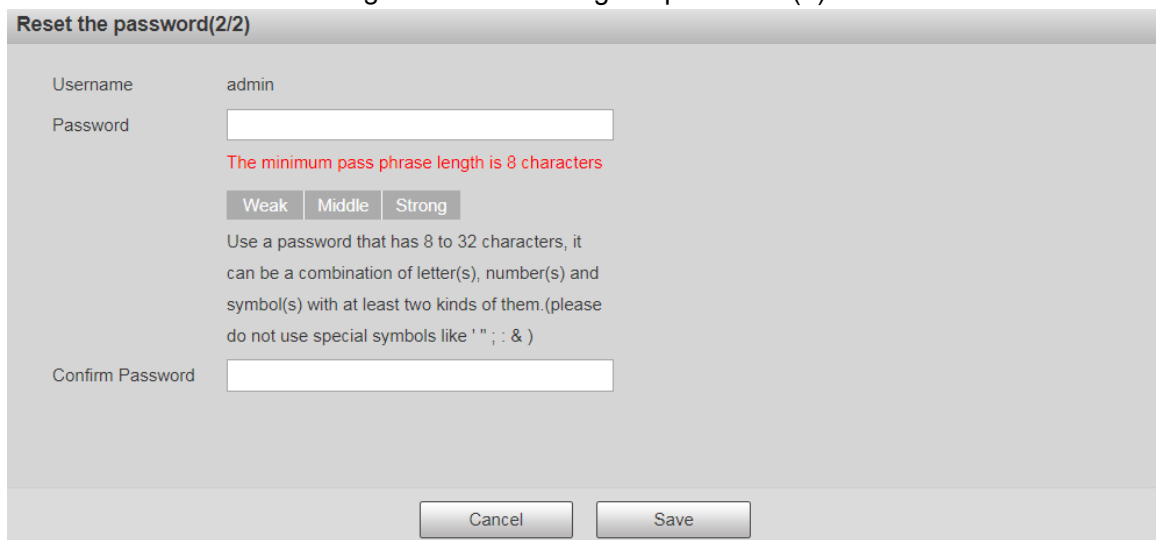 Reset the password(2/2)
Username admin
Password
The minimum pass phrase length is 8 characters
Weak Middle Strong
Use a password that has 8 to 32 characters, it
can be a combination of letter(s), number(s) and
symbol(s) with at least two kinds of them.(please
do not use special symbols like ' " ; : & )
Confirm Password
Cancel Save